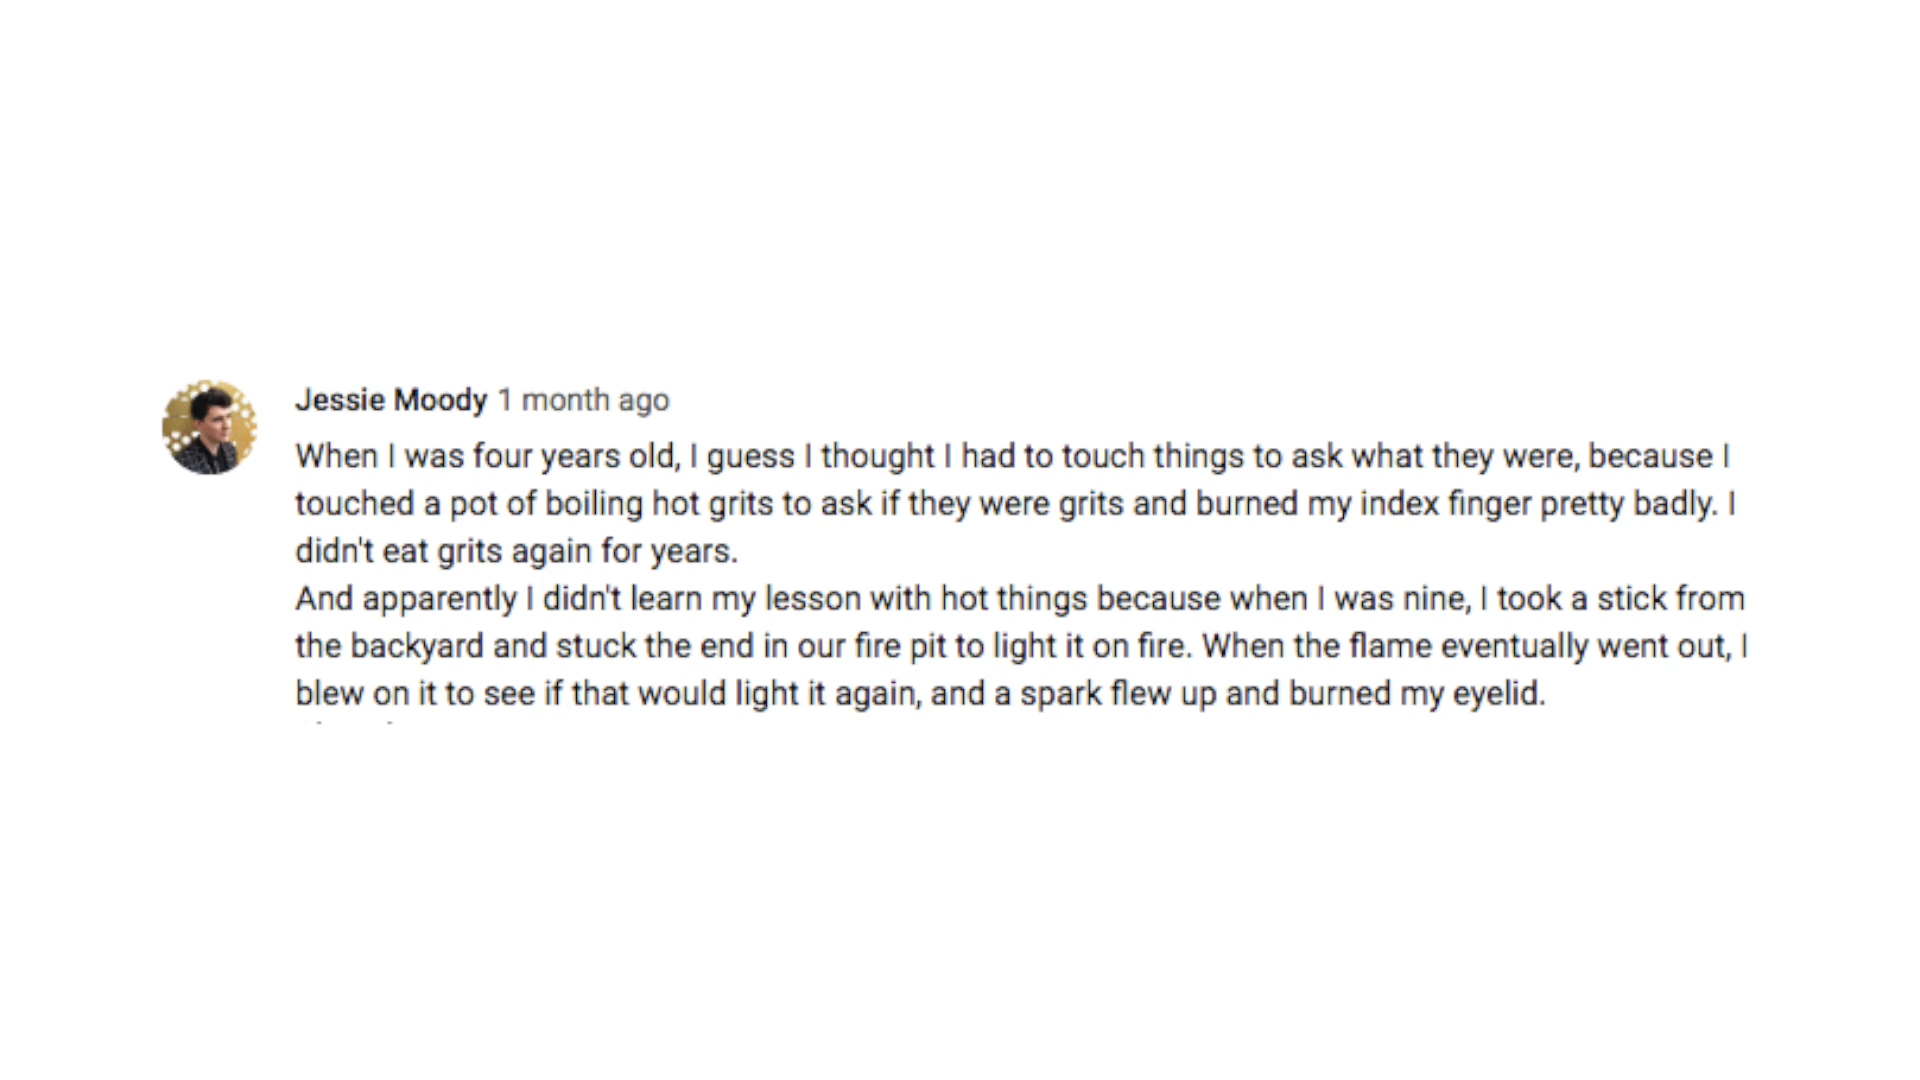 Jessie Moody 1 month ago
When I was four years old, I guess I thought I had to touch things to ask what they were, because I
touched a pot of boiling hot grits to ask if they were grits and burned my index finger pretty badly. I
didn't eat grits again for years.
And apparently I didn't learn my lesson with hot things because when I was nine, I took a stick from
the backyard and stuck the end in our fire pit to light it on fire. When the flame eventually went out, I
blew on it to see if that would light it again, and a spark flew up and burned my eyelid.